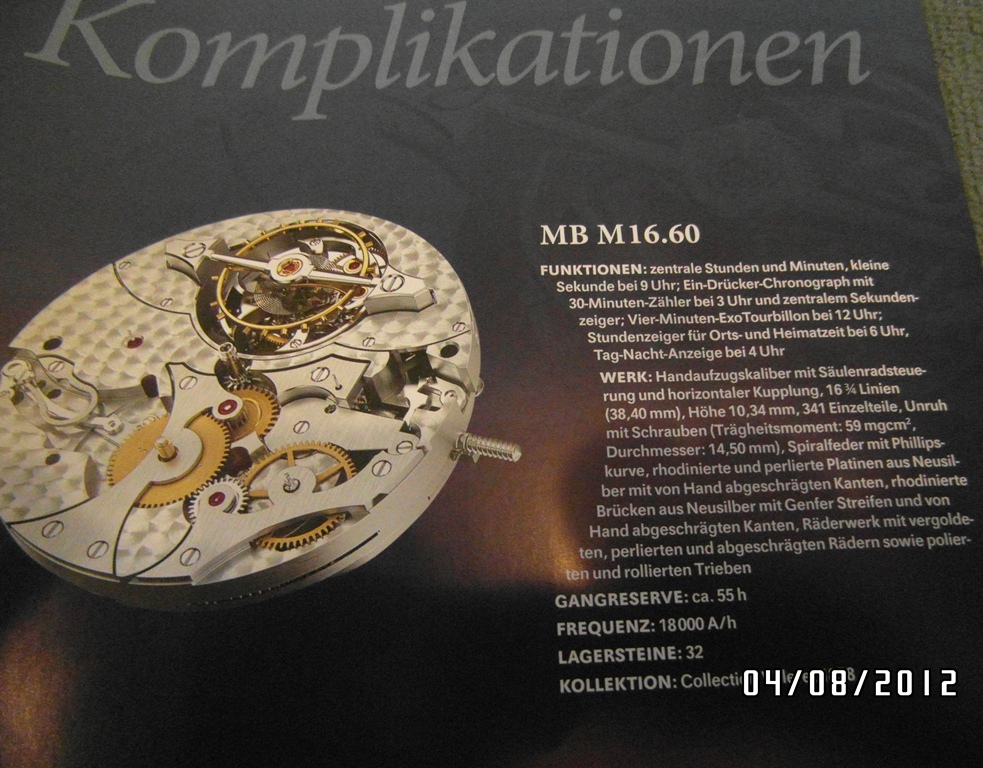 Komplikationen
MB M16.60
FUNKTIONEN: zentrale Stunden und Minuten, kleine
Sekunde bei 9 Uhr; Ein-Drücker-Chronograph mit
30-Minuten-Zähler bei 3 Uhr und zentralem Sekunden-
zeiger; Vier-Minuten-ExoTourbillon bei 12 Uhr;
Stundenzeiger für Orts- und Heimatzeit bei 6 Uhr,
Tag-Nacht-Anzeige bei 4 Uhr
WERK: Handaufzugskaliber mit Säulenradsteue-
rung und horizontaler Kupplung, 16 ¾ Linien
(38,40 mm), Höhe 10,34 mm, 341 Einzelteile, Unruh
mit Schrauben (Trägheitsmoment: 59 mgcm²,
Durchmesser: 14,50 mm), Spiralfeder mit Phillips-
kurve, rhodinierte und perlierte Platinen aus Neusil-
ber mit von Hand abgeschrägten Kanten, rhodinierte
Brücken aus Neusilber mit Genfer Streifen und von
Hand abgeschrägten Kanten, Räderwerk mit vergolde-
ten, perlierten und abgeschrägten Rädern sowie polier-
ten und rollierten Trieben
GANGRESERVE: ca. 55 h
FREQUENZ: 18 000 A/h
LAGERSTEINE: 32
KOLLEKTION:
04/08/2012